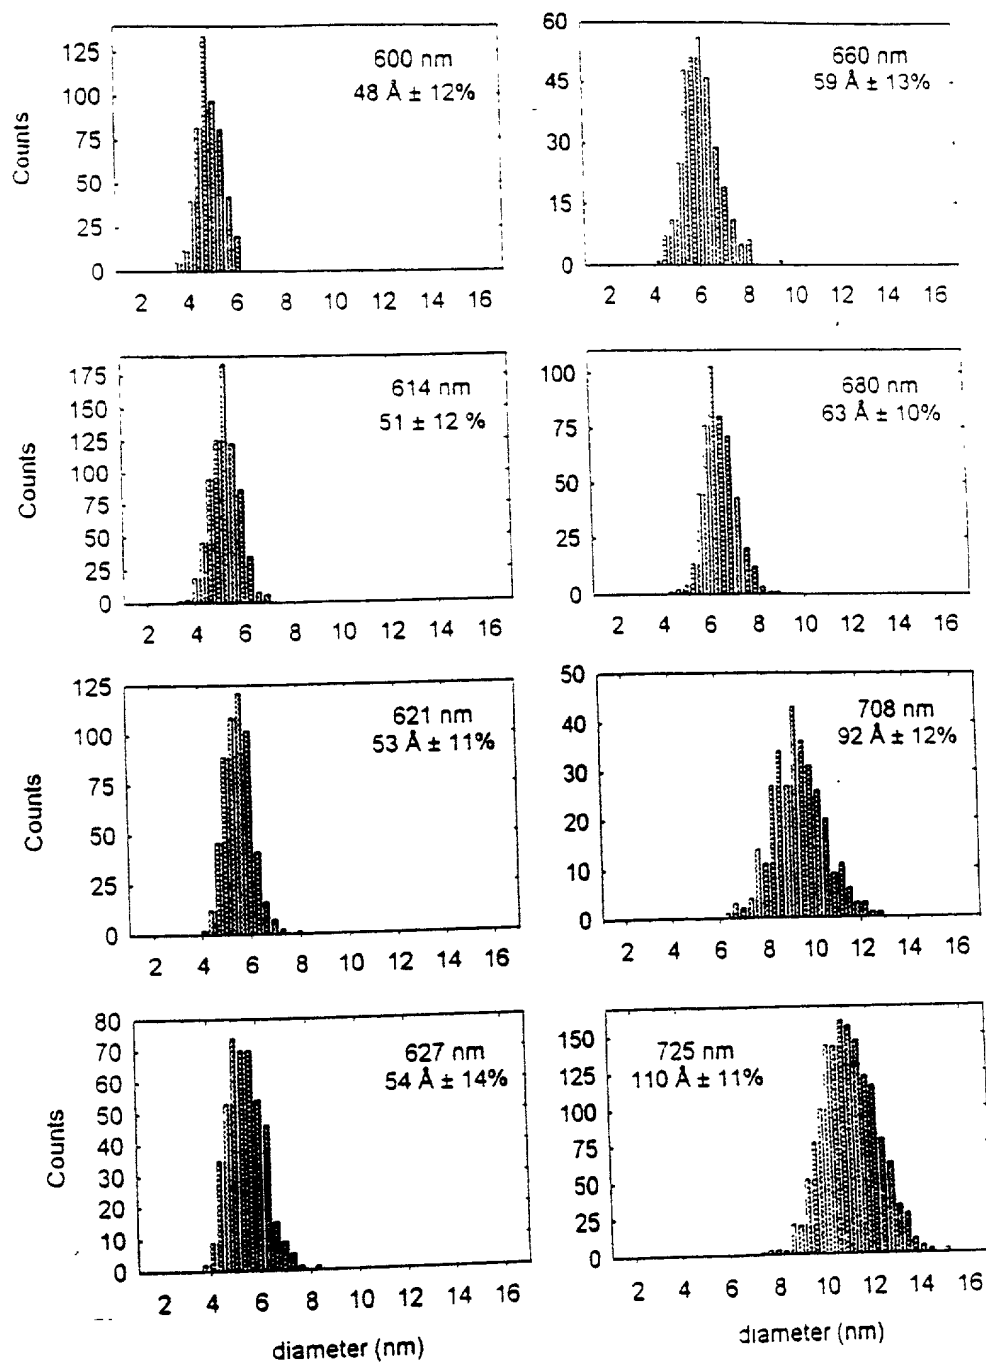 600 nm
48 Å ± 12%
Counts
125
100
75
50
25
0
2 4 6 8 10 12 14 16
660 nm
59 Å ± 13%
60
45
30
15
0
2 4 6 8 10 12 14 16
614 nm
51 ± 12 %
Counts
175
150
125
100
75
50
25
0
2 4 6 8 10 12 14 16
680 nm
63 Å ± 10%
100
75
50
25
0
2 4 6 8 10 12 14 16
621 nm
53 Å ± 11%
Counts
125
100
75
50
25
0
2 4 6 8 10 12 14 16
708 nm
92 Å ± 12%
50
40
30
20
10
0
2 4 6 8 10 12 14 16
627 nm
54 Å ± 14%
Counts
80
70
60
50
40
30
20
10
0
2 4 6 8 10 12 14 16
diameter (nm)
725 nm
110 Å ± 11%
150
125
100
75
50
25
0
2 4 6 8 10 12 14 16
diameter (nm)